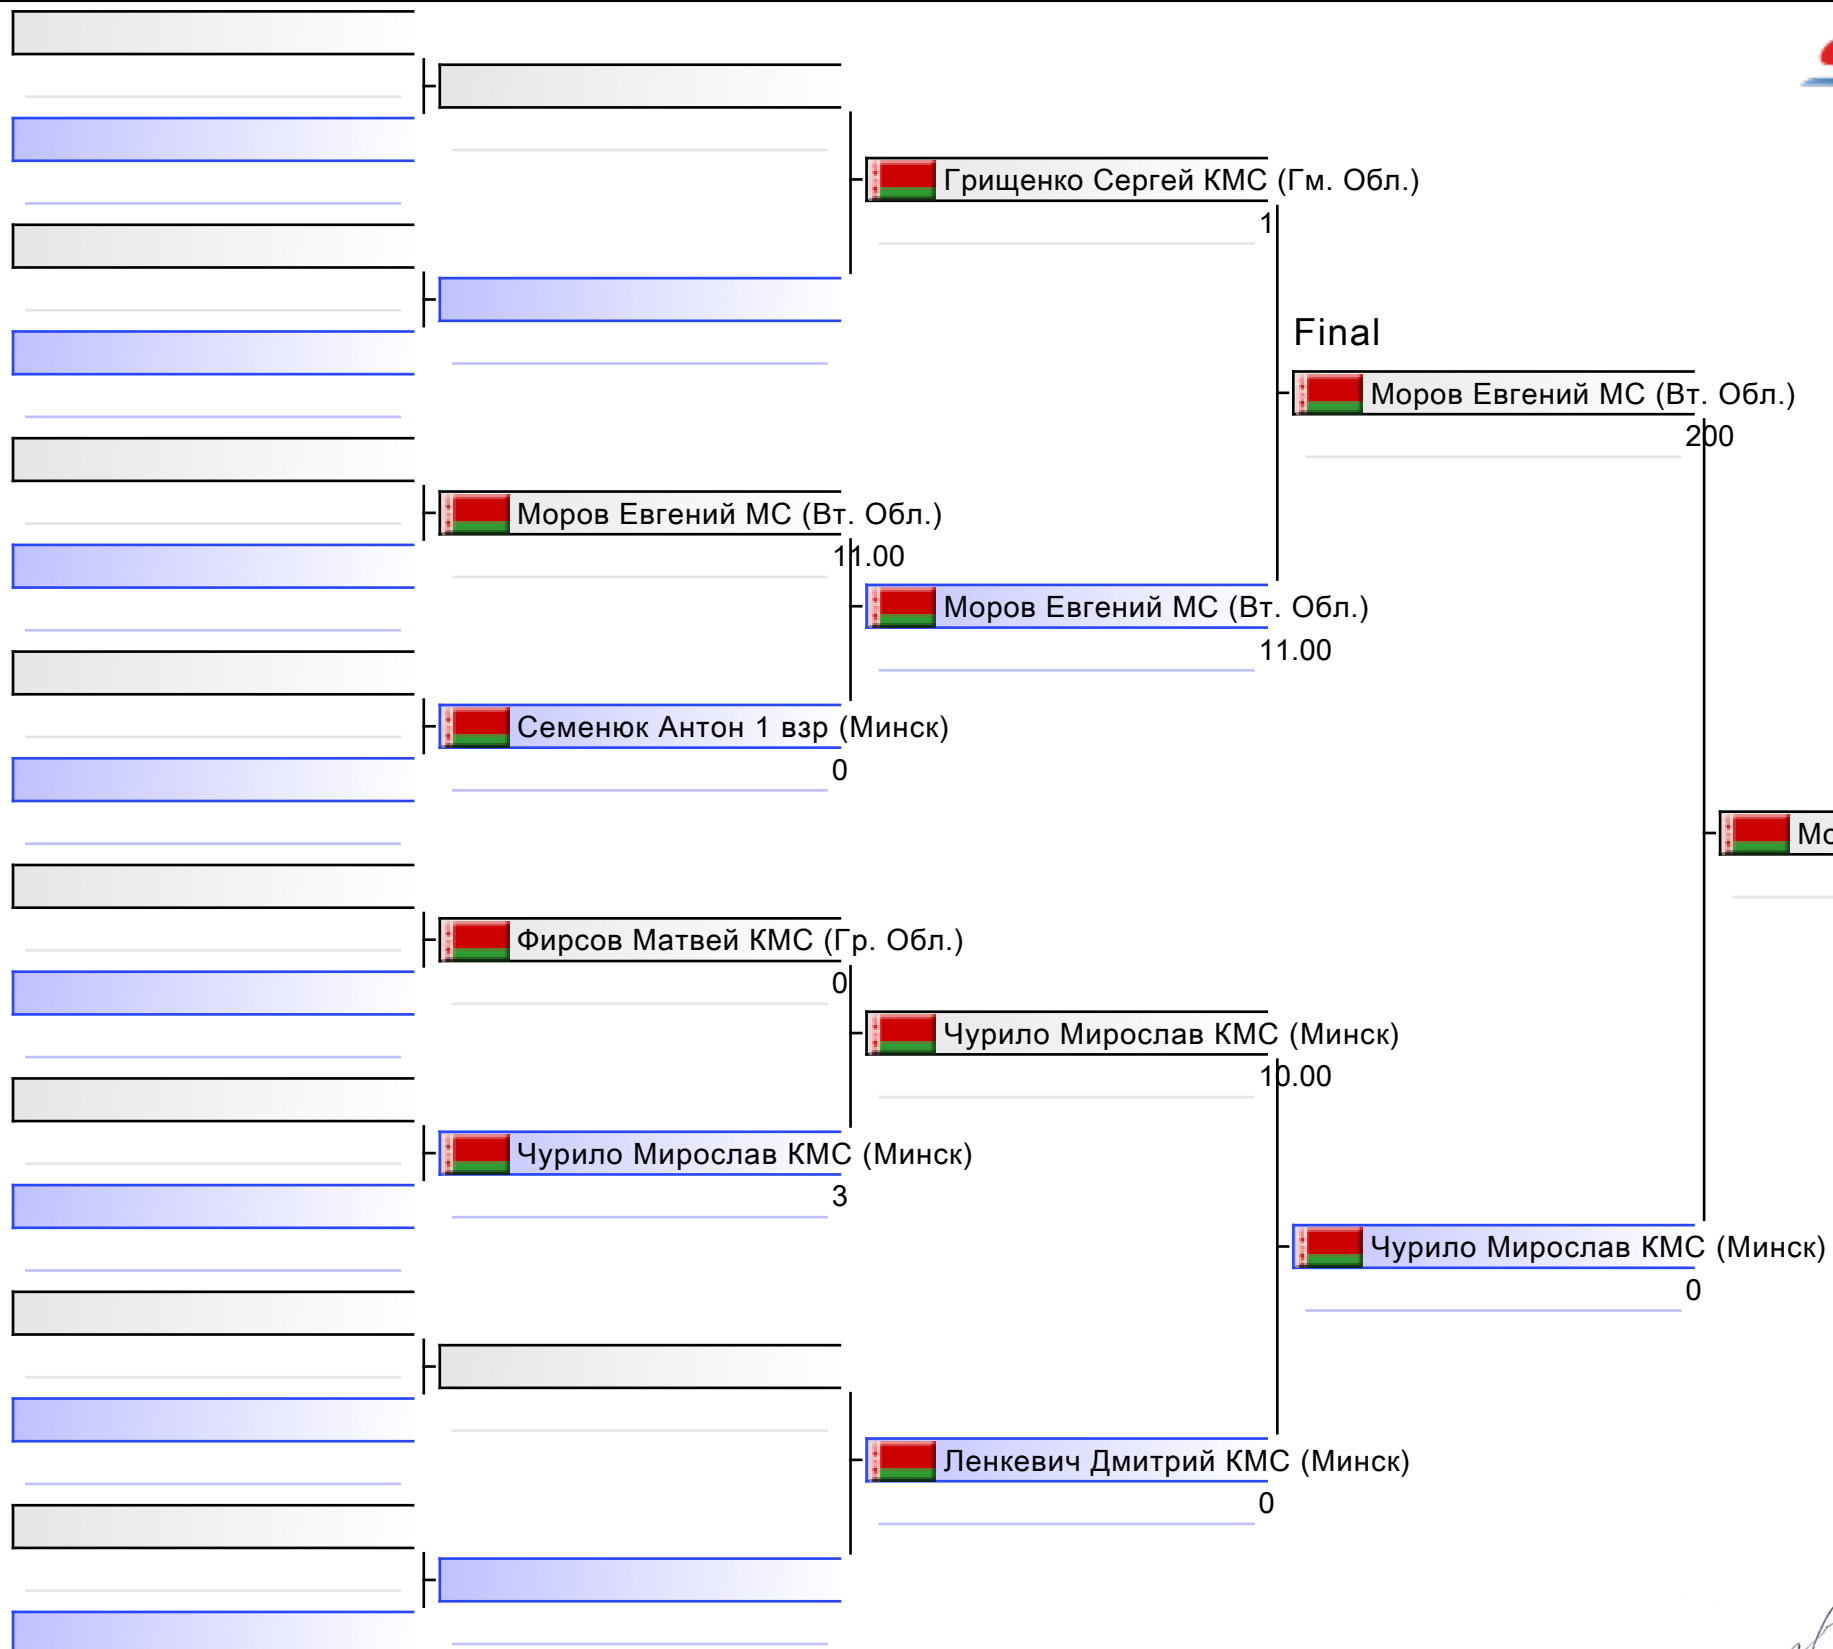 Грищенко Сергей КМС (Гм. Обл.)
1
Final
Моров Евгений МС (Вт. Обл.)
200
Моров Евгений МС (Вт. Обл.)
11.00
Моров Евгений МС (Вт. Обл.)
11.00
Семенюк Антон 1 взр (Минск)
0
Мо
Фирсов Матвей КМС (Гр. Обл.)
0
Чурило Мирослав КМС (Минск)
10.00
Чурило Мирослав КМС (Минск)
3
Чурило Мирослав КМС (Минск)
0
Ленкевич Дмитрий КМС (Минск)
0